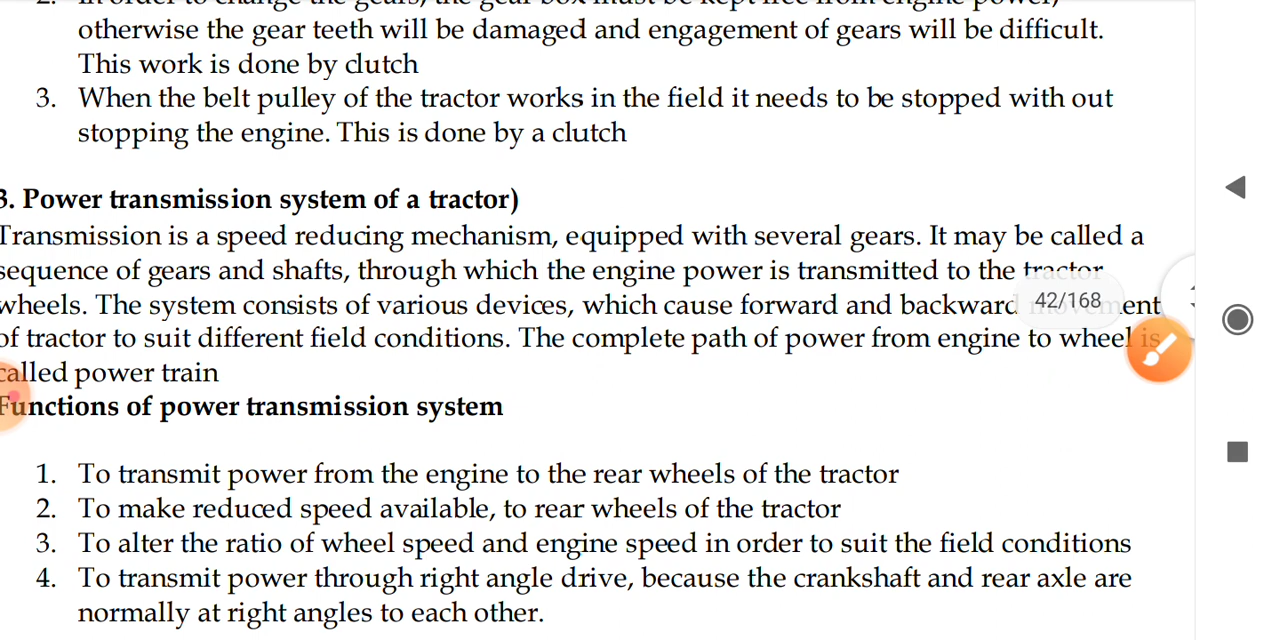 otherwise the gear teeth will be damaged and engagement of gears will be difficult.
This work is done by clutch
3. When the belt pulley of the tractor works in the field it needs to be stopped with out
stopping the engine. This is done by a clutch
3. Power transmission system of a tractor)
Transmission is a speed reducing mechanism, equipped with several gears. It may be called a
sequence of gears and shafts, through which the engine power is transmitted to the tractor
wheels. The system consists of various devices, which cause forward and backward
42/168
of tractor to suit different field conditions. The complete path of power from engine to wheel is
called power train
Functions of power transmission system
1. To transmit power from the engine to the rear wheels of the tractor
2. To make reduced speed available, to rear wheels of the tractor
3. To alter the ratio of wheel speed and engine speed in order to suit the field conditions
4. To transmit power through right angle drive, because the crankshaft and rear axle are
normally at right angles to each other.